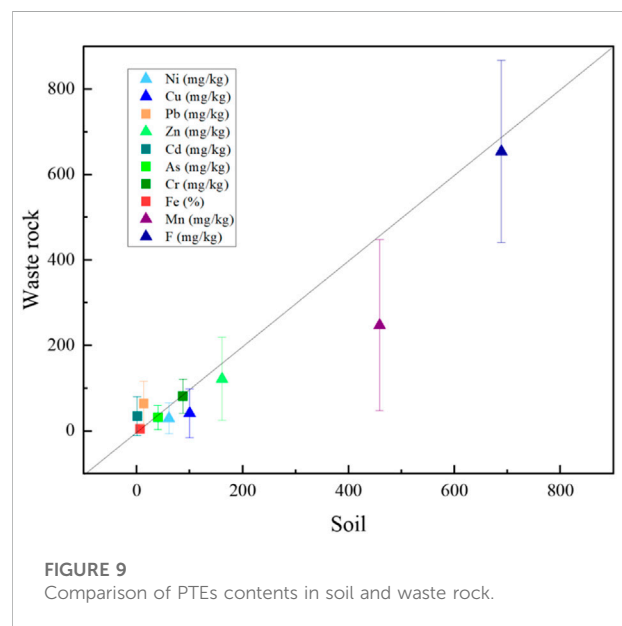 800
600
400
200
0
Waste rock
Ni (mg/kg)
Cu (mg/kg)
Pb (mg/kg)
Zn (mg/kg)
Cd (mg/kg)
As (mg/kg)
Cr (mg/kg)
Fe (%)
Mn (mg/kg)
F (mg/kg)
0 200 400 600 800
Soil
FIGURE 9
Comparison of PTEs contents in soil and waste rock.